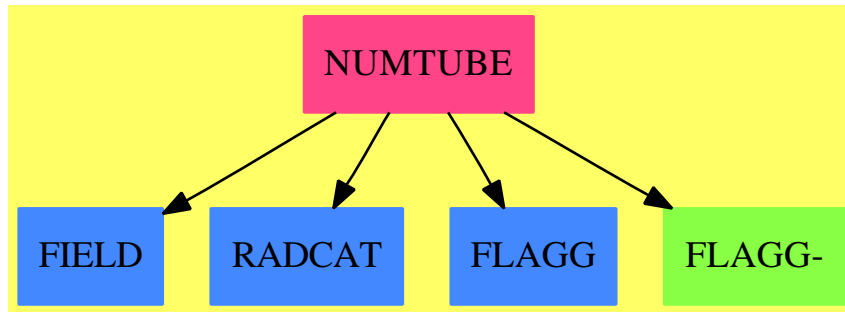 NUMTUBE
FIELD
RADCAT
FLAGG
FLAGG-